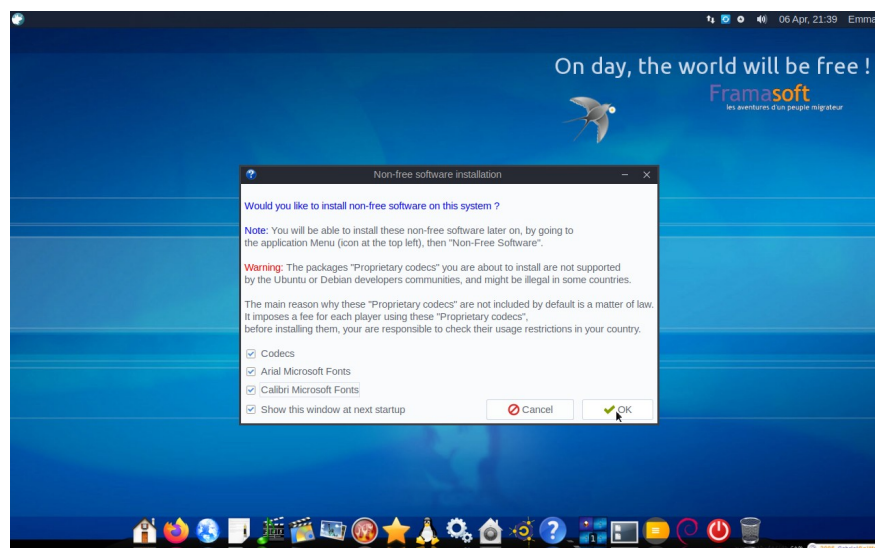 06 Apr, 21:39 Emma
On day, the world will be free !
Framasoft
les aventures d'un peuple migrateur
Non-free software installation
Would you like to install non-free software on this system ?
Note: You will be able to install these non-free software later on, by going to
the application Menu (icon at the top left), then "Non-Free Software".
Warning: The packages "Proprietary codecs" you are about to install are not supported
by the Ubuntu or Debian developers communities, and might be illegal in some countries.
The main reason why these "Proprietary codecs" are not included by default is a matter of law.
It imposes a fee for each player using these "Proprietary codecs",
before installing them, your are responsible to check their usage restrictions in your country.
Codecs
Arial Microsoft Fonts
Calibri Microsoft Fonts
Show this window at next startup
Cancel
OK
1